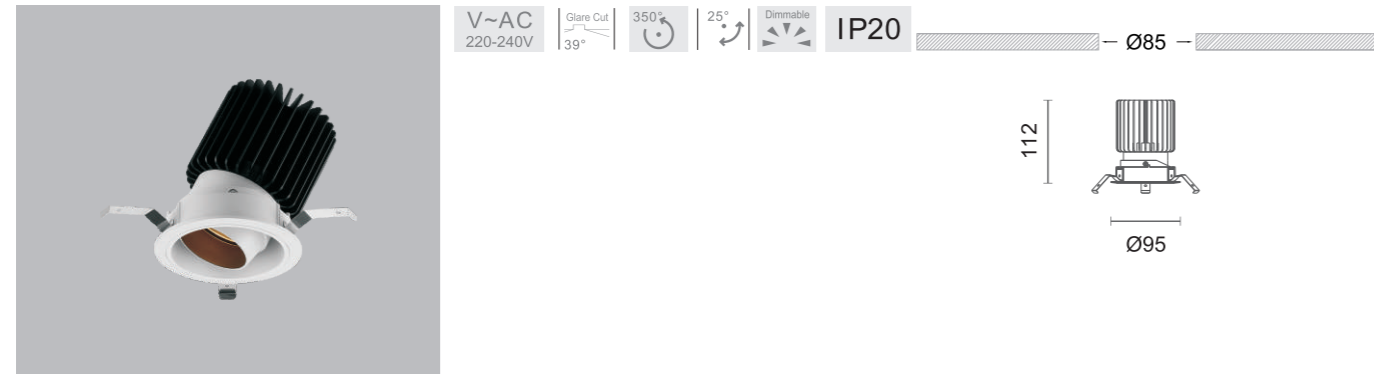 V~AC
220-240V
Glare Cut
39°
350°
25°
Dimmable
IP20
Ø85
112
Ø95